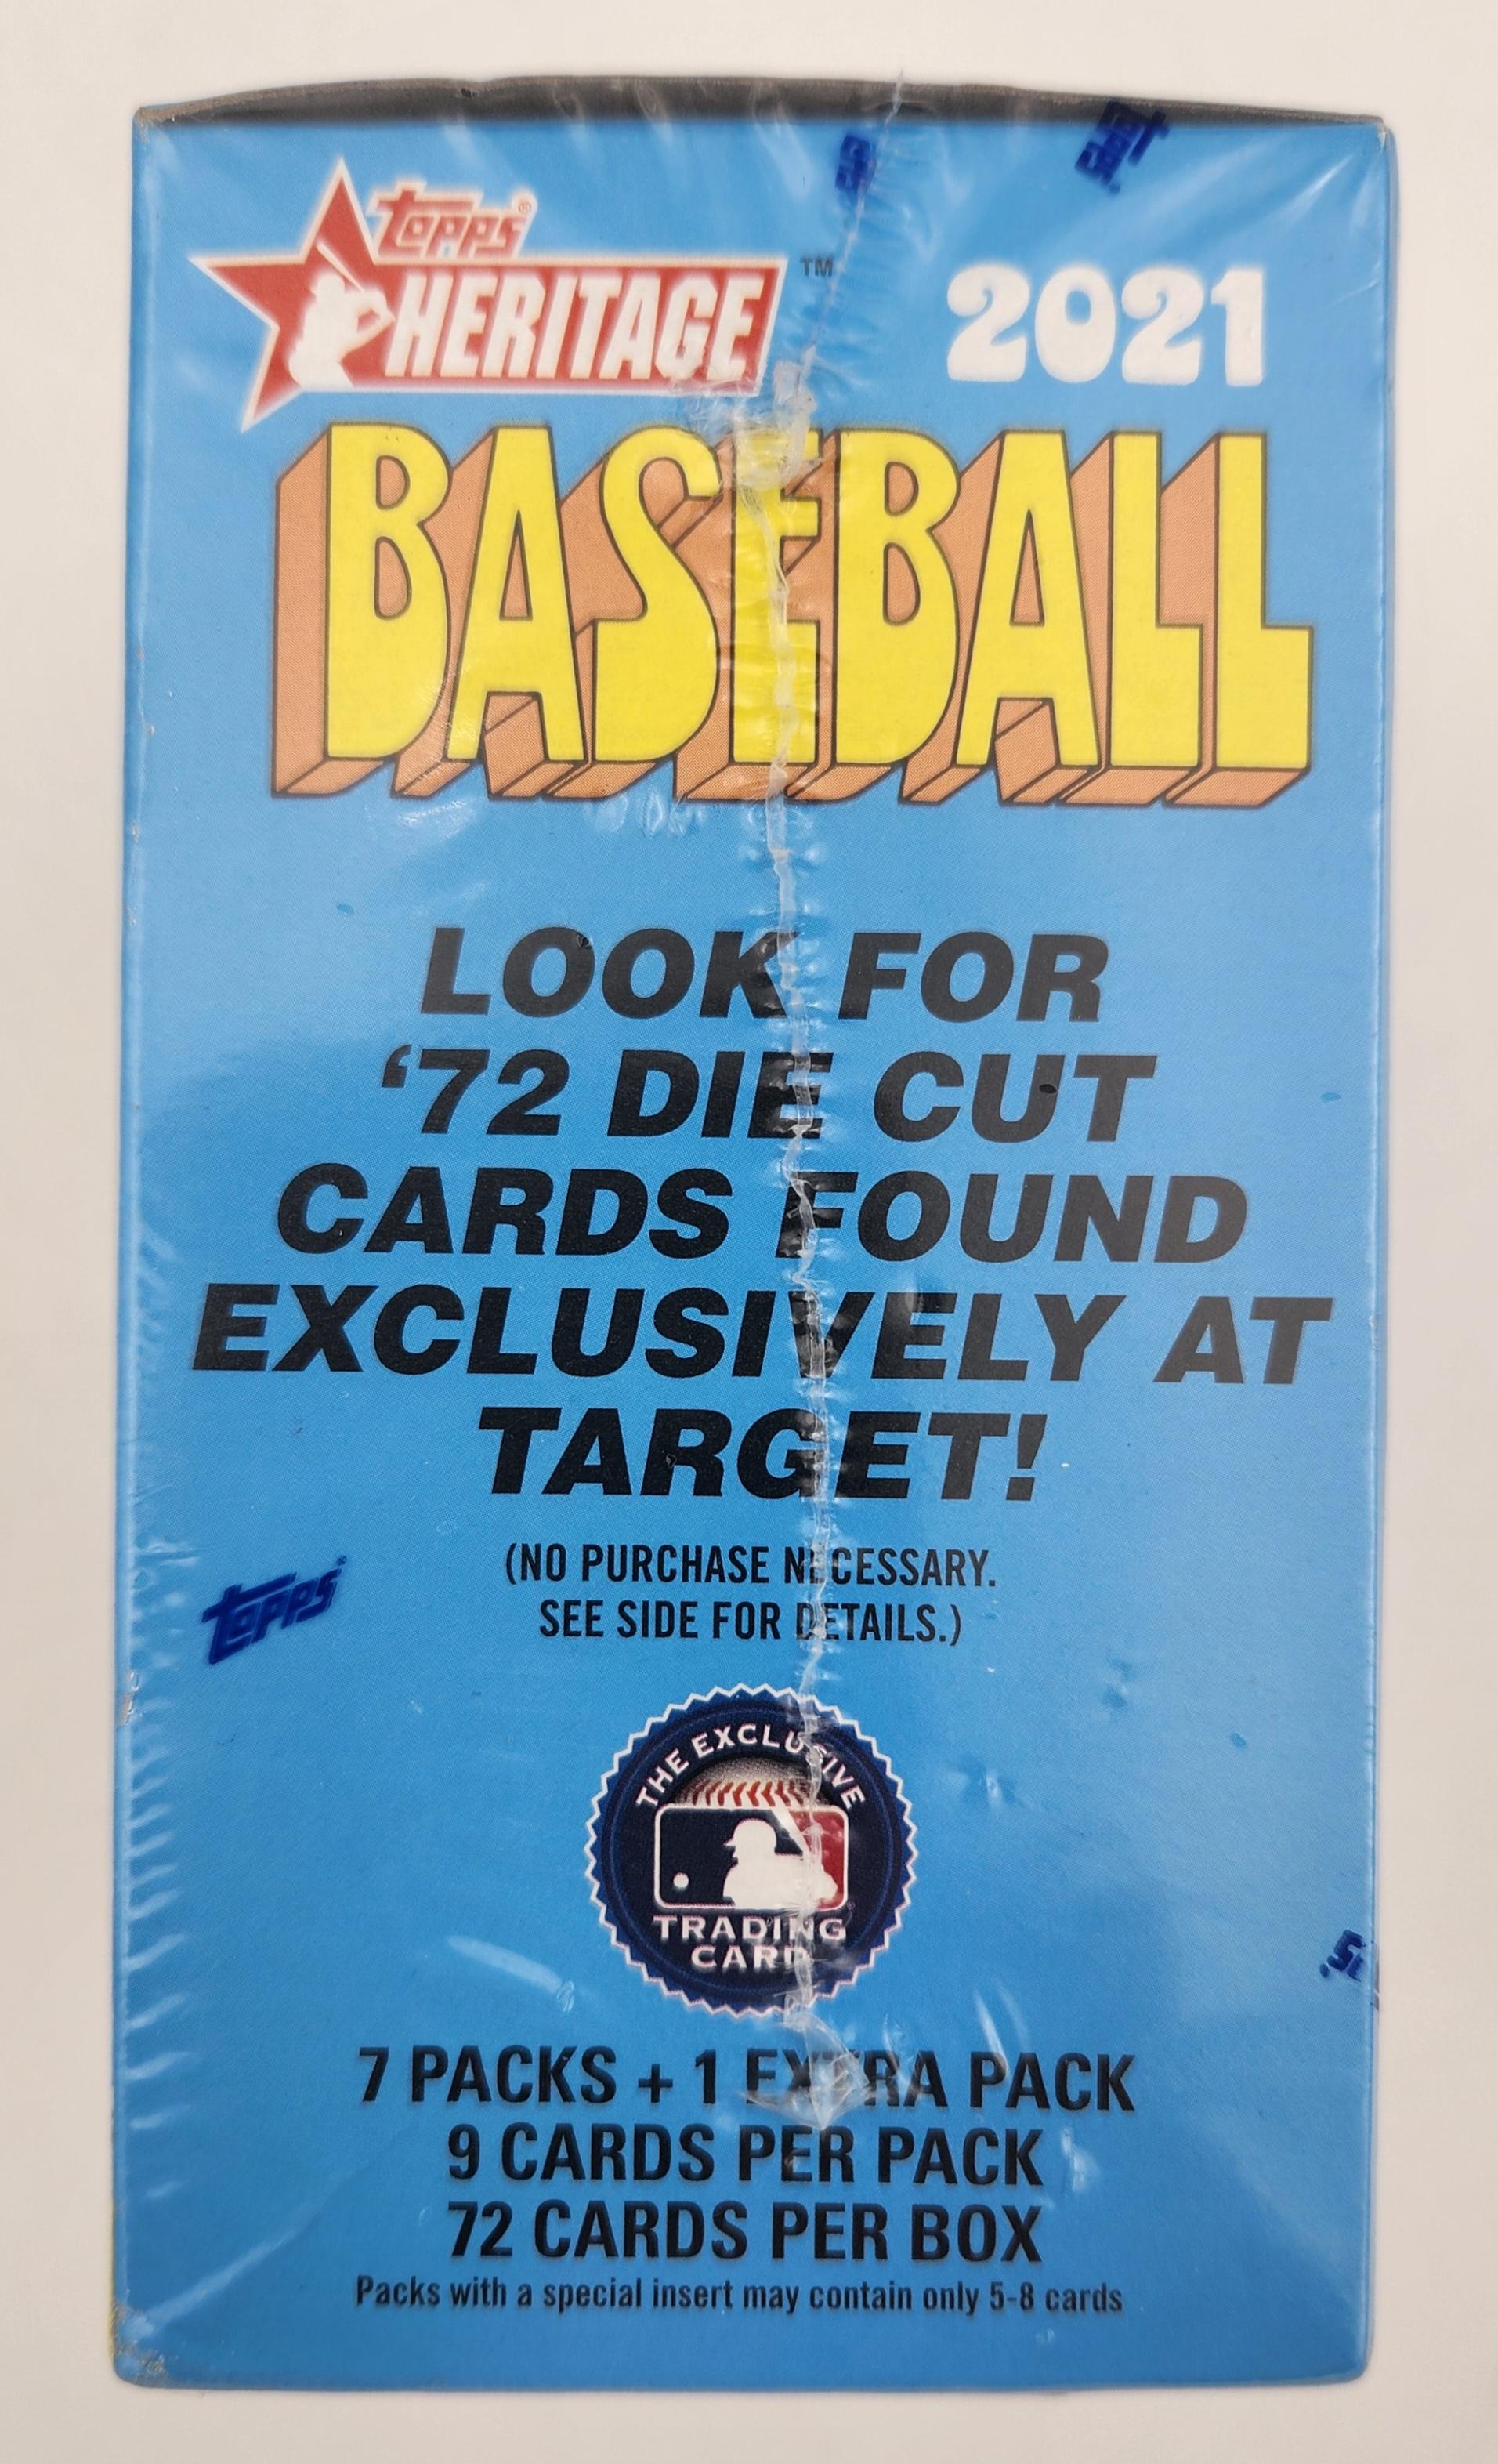 topps®
HERITAGE™ 2021
BASEBALL
LOOK FOR
‘72 DIE CUT
CARDS FOUND
EXCLUSIVELY AT
TARGET!
(NO PURCHASE NECESSARY.
SEE SIDE FOR DETAILS.)
topps®
THE EXCLUSIVE
TRADING
CARD
7 PACKS + 1 EXTRA PACK
9 CARDS PER PACK
72 CARDS PER BOX
Packs with a special insert may contain only 5-8 cards